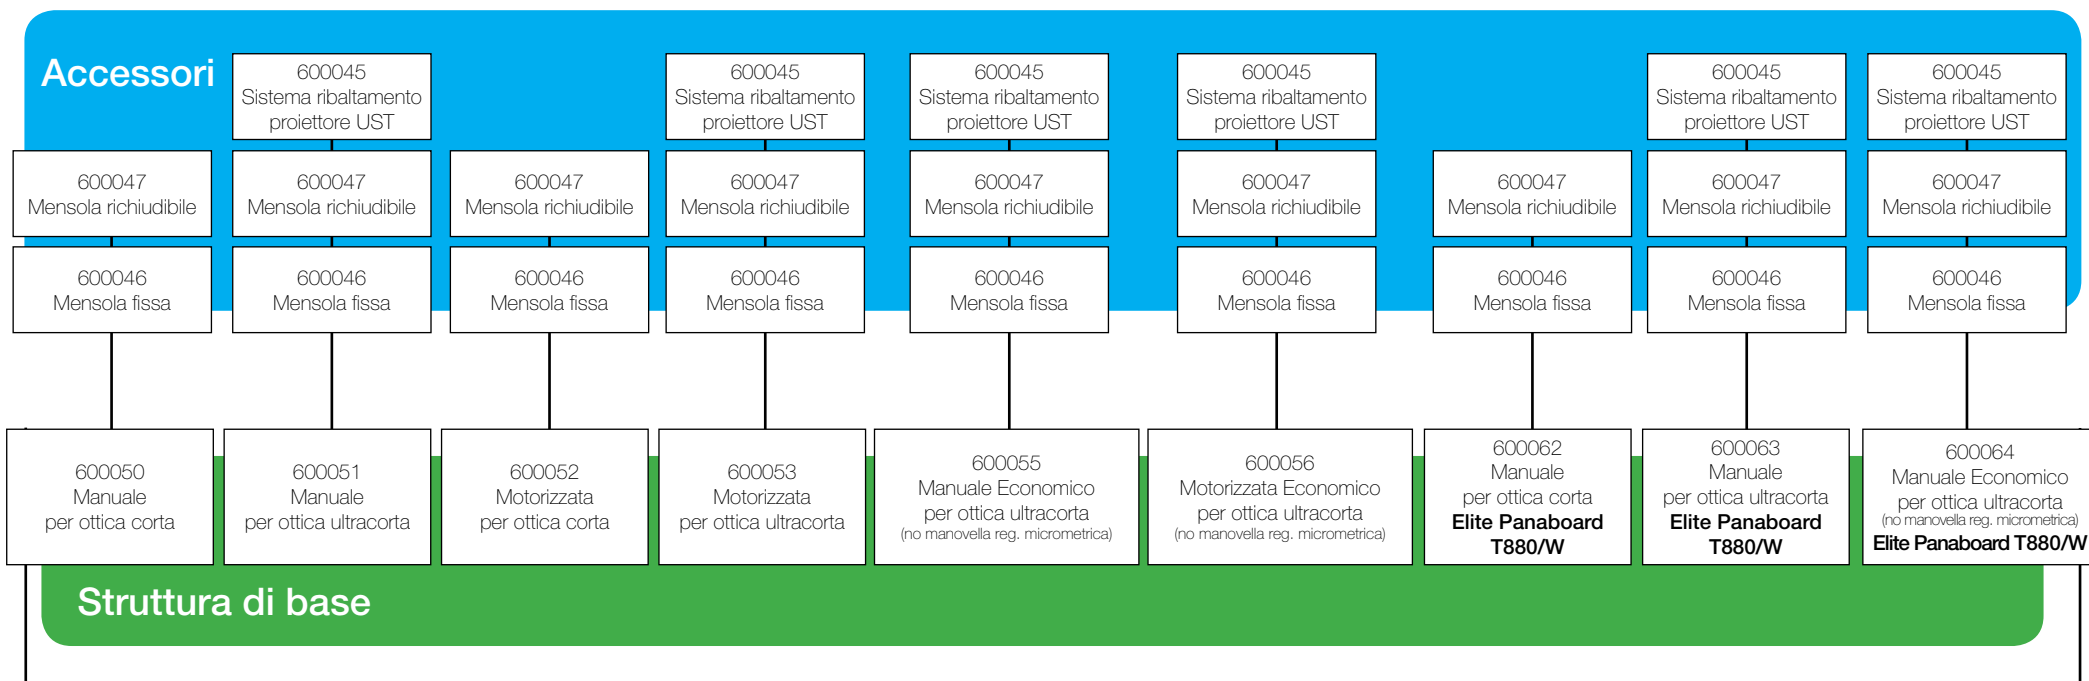 Accessori
600045
Sistema ribaltamento
proiettore UST
600045
Sistema ribaltamento
proiettore UST
600045
Sistema ribaltamento
proiettore UST
600045
Sistema ribaltamento
proiettore UST
600045
Sistema ribaltamento
proiettore UST
600045
Sistema ribaltamento
proiettore UST
600047
Mensola richiudibile
600047
Mensola richiudibile
600047
Mensola richiudibile
600047
Mensola richiudibile
600047
Mensola richiudibile
600047
Mensola richiudibile
600047
Mensola richiudibile
600047
Mensola richiudibile
600047
Mensola richiudibile
600046
Mensola fissa
600046
Mensola fissa
600046
Mensola fissa
600046
Mensola fissa
600046
Mensola fissa
600046
Mensola fissa
600046
Mensola fissa
600046
Mensola fissa
600046
Mensola fissa
600050
Manuale
per ottica corta
600051
Manuale
per ottica ultracorta
600052
Motorizzata
per ottica corta
600053
Motorizzata
per ottica ultracorta
600055
Manuale Economico
per ottica ultracorta
(no manovella reg. micrometrica)
600056
Motorizzata Economico
per ottica ultracorta
(no manovella reg. micrometrica)
600062
Manuale
per ottica corta
Elite Panaboard
T880/W
600063
Manuale
per ottica ultracorta
Elite Panaboard
T880/W
600064
Manuale Economico
per ottica ultracorta
(no manovella reg. micrometrica)
Elite Panaboard T880/W
Struttura di base